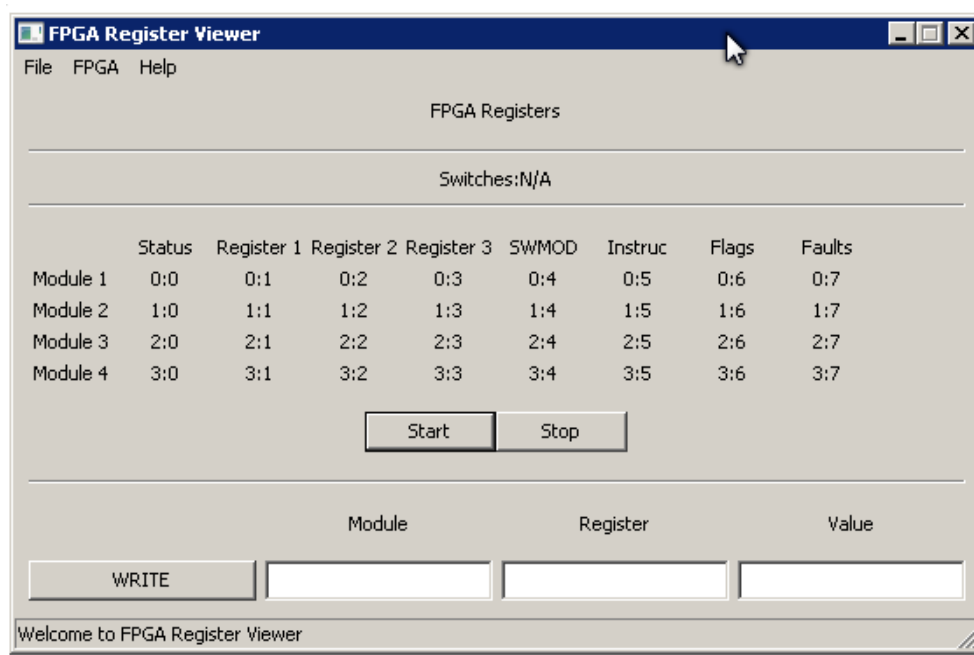 FPGA Register Viewer
File FPGA Help
FPGA Registers
Switches:N/A
Status Register 1 Register 2 Register 3 SWMOD Instruc Flags Faults
Module 1 0:0 0:1 0:2 0:3 0:4 0:5 0:6 0:7
Module 2 1:0 1:1 1:2 1:3 1:4 1:5 1:6 1:7
Module 3 2:0 2:1 2:2 2:3 2:4 2:5 2:6 2:7
Module 4 3:0 3:1 3:2 3:3 3:4 3:5 3:6 3:7
Start Stop
Module Register Value
WRITE
Welcome to FPGA Register Viewer